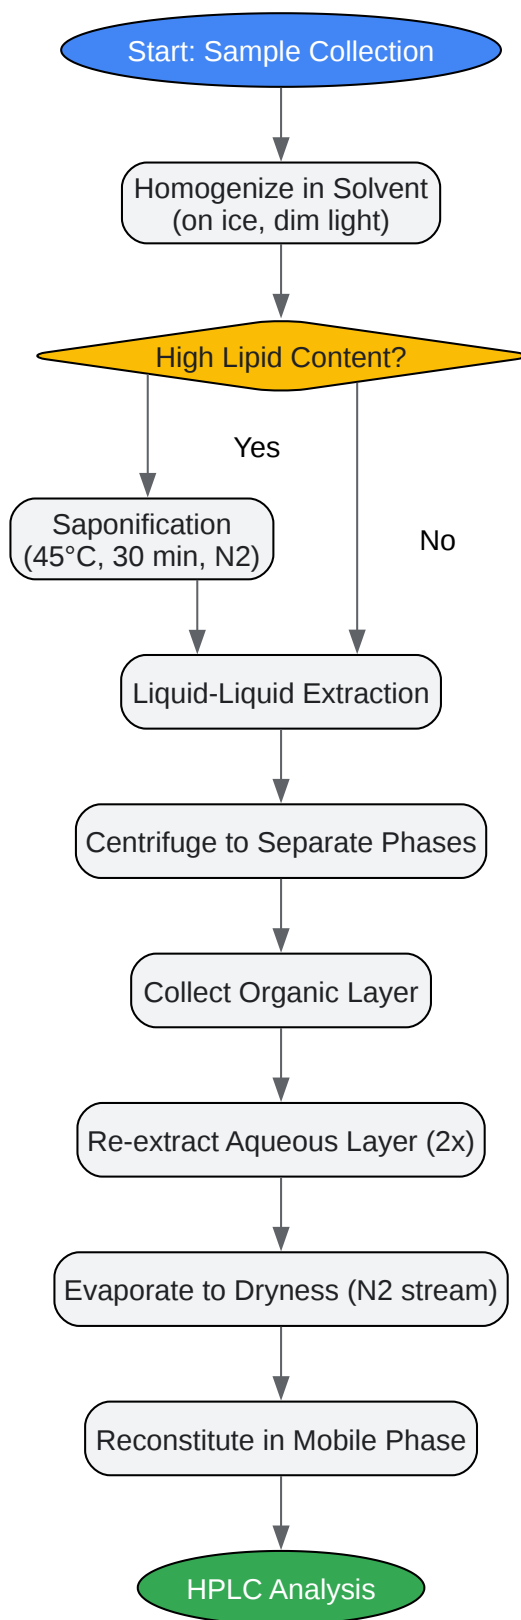 Start: Sample Collection
Homogenize in Solvent
(on ice, dim light)
High Lipid Content?
Yes
Saponification
(45°C, 30 min, N2)
No
Liquid-Liquid Extraction
Centrifuge to Separate Phases
Collect Organic Layer
Re-extract Aqueous Layer (2x)
Evaporate to Dryness (N2 stream)
Reconstitute in Mobile Phase
HPLC Analysis